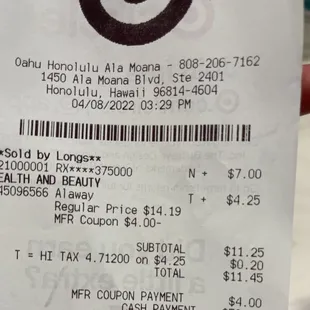 Oahu Honolulu Ala Moana - 808-206-7162
1450 Ala Moana Blvd, Ste 2401
Honolulu, Hawaii 96814-4604
04/08/2022 03:29 PM
*Sold by Longs**
21000001 RX****375000 N + $7.00
EALTH AND BEAUTY
45096566 Alaway T + $4.25
Regular Price $14.19
MFR Coupon $4.00-
SUBTOTAL $11.25
T = HI TAX 4.71200 on $4.25 $0.20
TOTAL $11.45
MFR COUPON PAYMENT $4.00
CASH PAYMENT